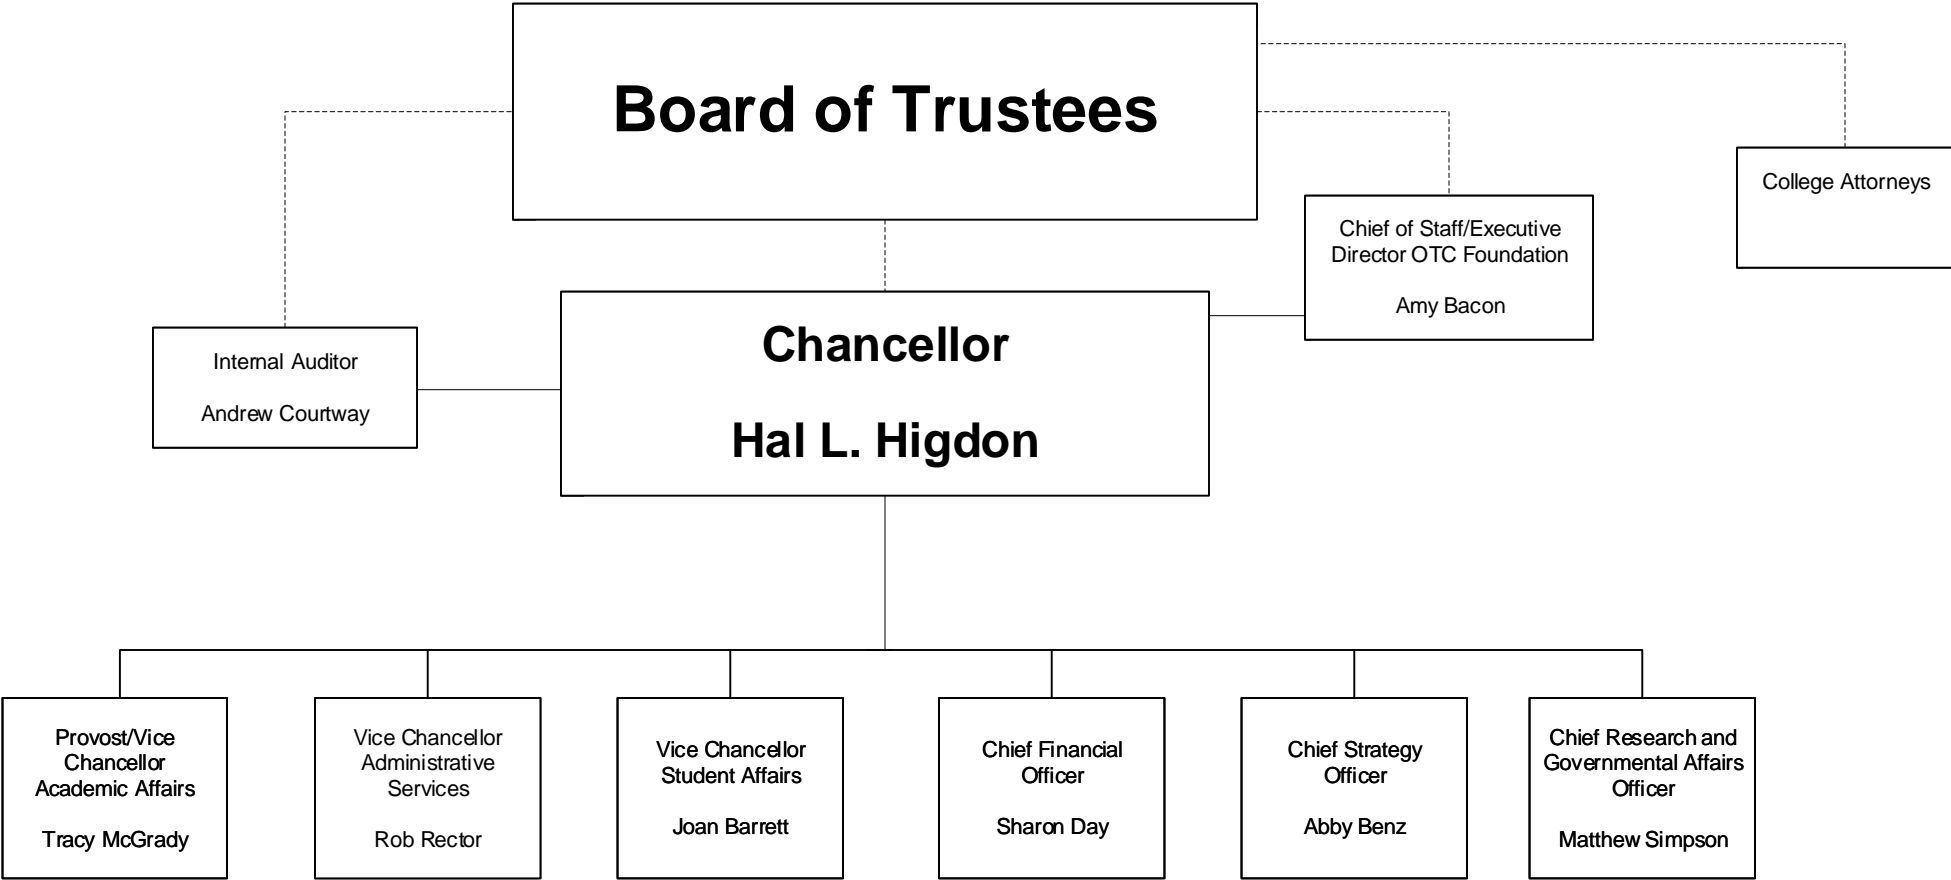 Board of Trustees
College Attorneys
Chief of Staff/Executive
Director OTC Foundation
Amy Bacon
Chancellor
Hal L. Higdon
Internal Auditor
Andrew Courtway
Provost/Vice
Chancellor
Academic Affairs
Tracy McGrady
Vice Chancellor
Administrative
Services
Rob Rector
Vice Chancellor
Student Affairs
Joan Barrett
Chief Financial
Officer
Sharon Day
Chief Strategy
Officer
Abby Benz
Chief Research and
Governmental Affairs
Officer
Matthew Simpson